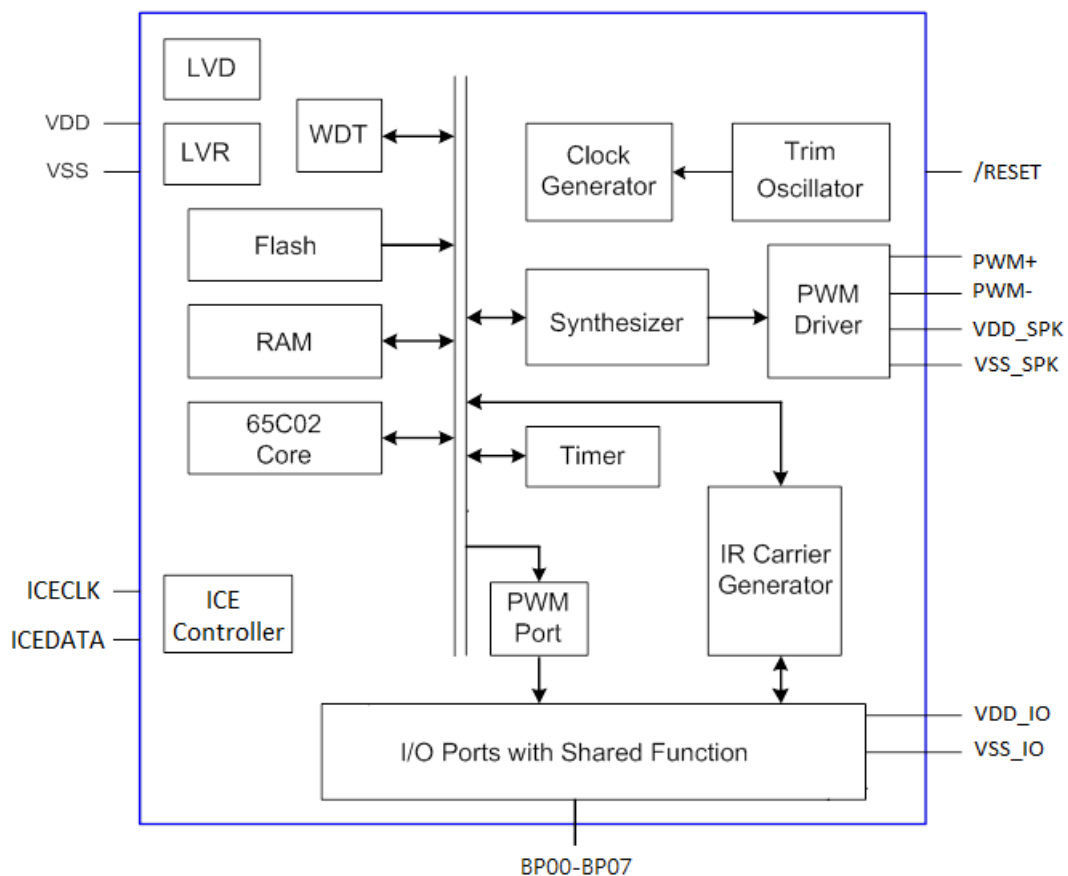 LVD
VDD
LVR
VSS
WDT
Clock
Generator
Trim
Oscillator
/RESET
Flash
RAM
Synthesizer
PWM
Driver
PWM+
PWM-
VDD_SPK
VSS_SPK
65C02
Core
Timer
IR Carrier
Generator
ICECLK
ICEDATA
ICE
Controller
PWM
Port
I/O Ports with Shared Function
VDD_IO
VSS_IO
BP00-BP07